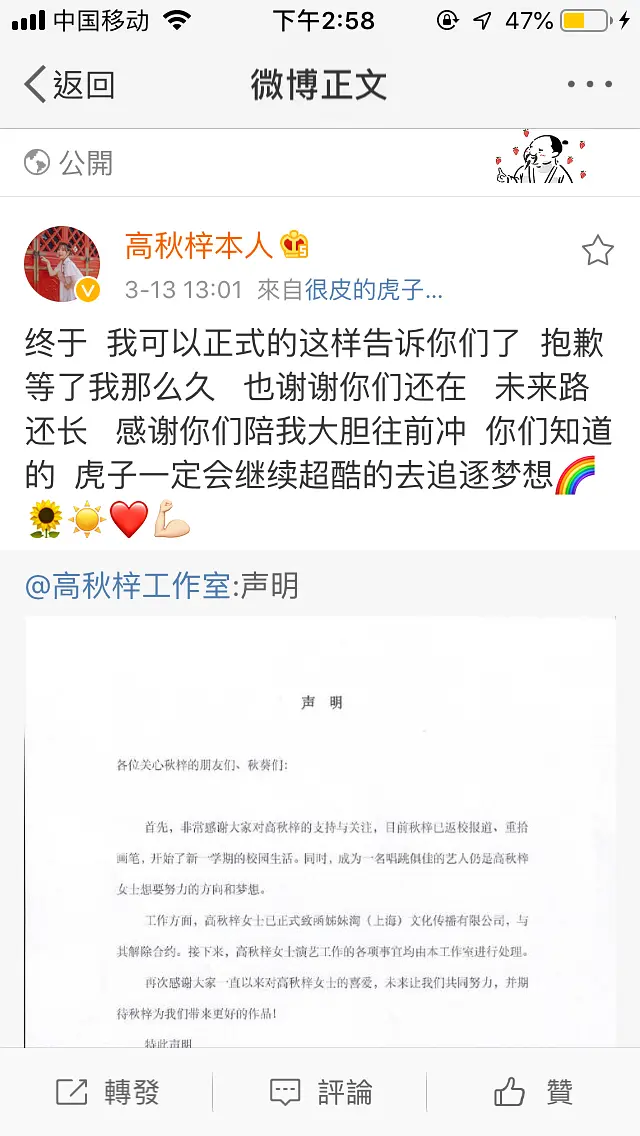 中国移动 下午2:58 47%
返回 微博正文
公開
高秋梓本人
3-13 13:01 來自很皮的虎子...
终于 我可以正式的这样告诉你们了 抱歉
等了我那么久 也谢谢你们还在 未来路
还长 感谢你们陪我大胆往前冲 你们知道
的 虎子一定会继续超酷的去追逐梦想🌈
🌻☀️❤️💪🏻
@高秋梓工作室:声明
声 明
各位关心秋梓的朋友们、秋葵们：
首先，非常感谢大家对高秋梓的支持与关注，目前秋梓已返校报道、重拾
画笔，开始了新一学期的校园生活。同时，成为一名唱跳俱佳的艺人仍是高秋梓
女士想要努力的方向和梦想。
工作方面，高秋梓女士已正式致函姊妹淘（上海）文化传播有限公司，与
其解除合约。接下来，高秋梓女士演艺工作的各项事宜均由本工作室进行处理。
再次感谢大家一直以来对高秋梓女士的喜爱，未来让我们共同努力，并期
待秋梓为我们带来更好的作品！
特此声明
轉發 評論 贊